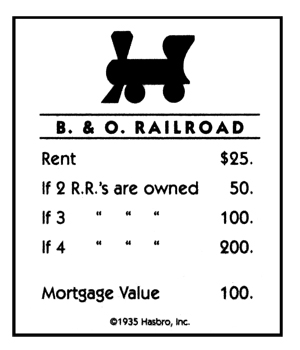 B. & O. RAILROAD
Rent $25.
If 2 R.R.'s are owned 50.
If 3 " " " 100.
If 4 " " " 200.
Mortgage Value 100.
©1935 Hasbro, Inc.